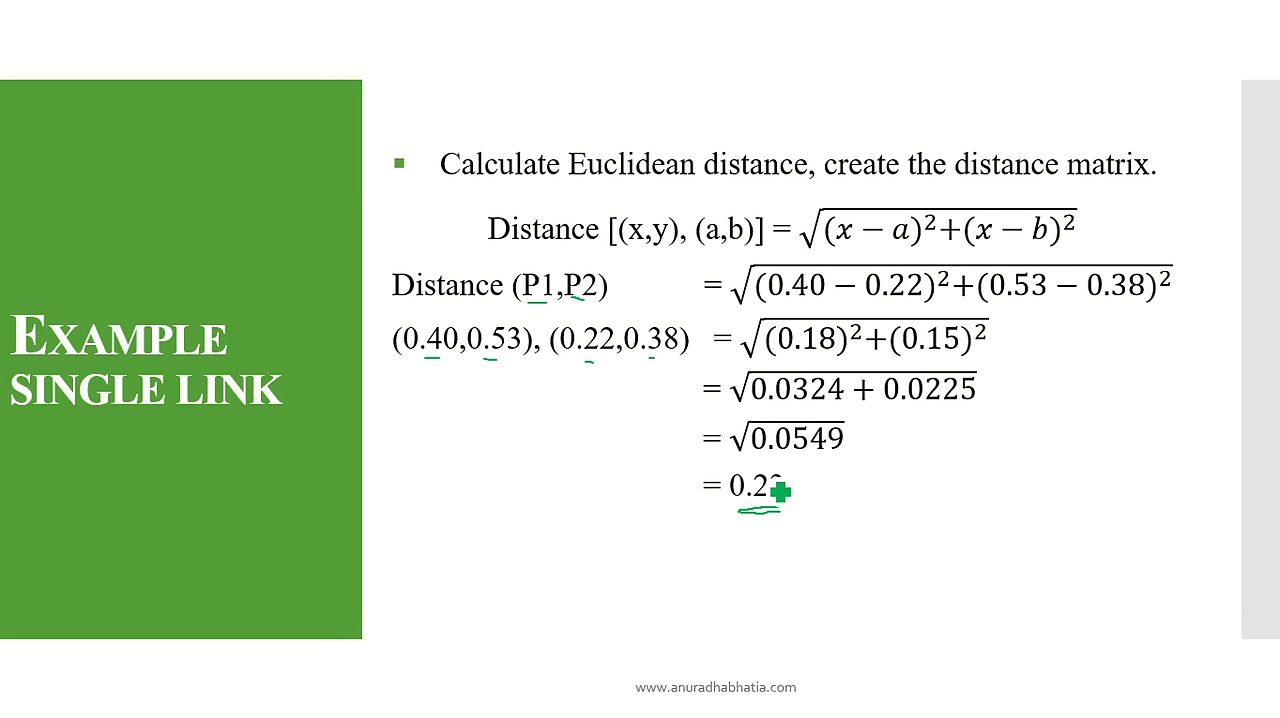 EXAMPLE
SINGLE LINK
▪ Calculate Euclidean distance, create the distance matrix.
Distance [(x,y), (a,b)] = √(x − a)²+(x − b)²
Distance (P1,P2) = √(0.40 − 0.22)²+(0.53 − 0.38)²
(0.40,0.53), (0.22,0.38) = √(0.18)²+(0.15)²
= √0.0324 + 0.0225
= √0.0549
=
www.anuradhabhatia.com